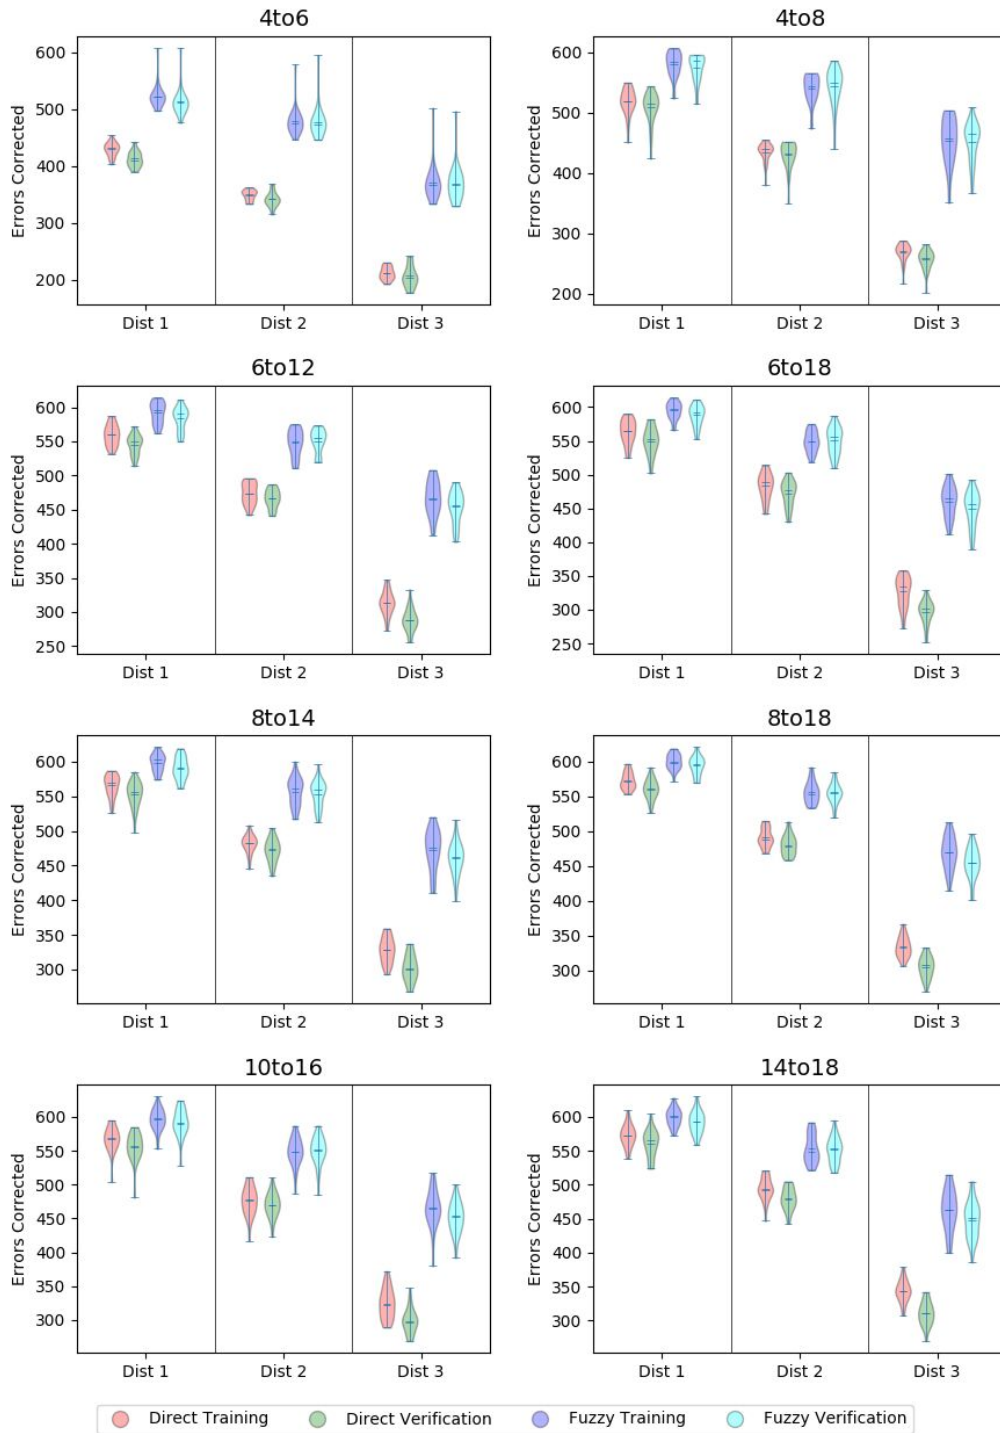 4to6
600
500
400
300
200
Errors Corrected
Dist 1
Dist 2
Dist 3
4to8
600
500
400
300
200
Errors Corrected
Dist 1
Dist 2
Dist 3
6to12
600
550
500
450
400
350
300
250
Errors Corrected
Dist 1
Dist 2
Dist 3
6to18
600
550
500
450
400
350
300
250
Errors Corrected
Dist 1
Dist 2
Dist 3
8to14
600
550
500
450
400
350
300
Errors Corrected
Dist 1
Dist 2
Dist 3
8to18
600
550
500
450
400
350
300
Errors Corrected
Dist 1
Dist 2
Dist 3
10to16
600
550
500
450
400
350
300
Errors Corrected
Dist 1
Dist 2
Dist 3
14to18
600
550
500
450
400
350
300
Errors Corrected
Dist 1
Dist 2
Dist 3
Direct Training
Direct Verification
Fuzzy Training
Fuzzy Verification